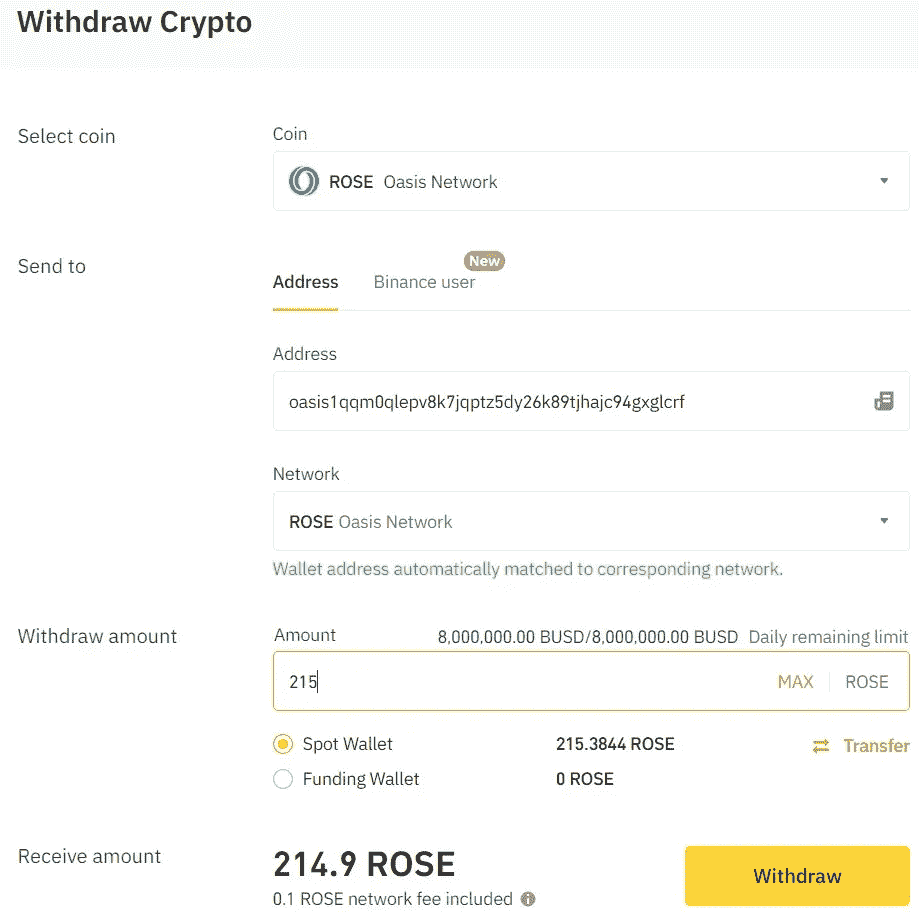 Withdraw Crypto
Select coin
Coin
ROSE Oasis Network
Send to
New
Address Binance user
Address
oasis1qqm0qlepv8k7jqptz5dy26k89tjhajc94gxglcrf
Network
ROSE Oasis Network
Wallet address automatically matched to corresponding network.
Withdraw amount
Amount 8,000,000.00 BUSD/8,000,000.00 BUSD Daily remaining limit
215 MAX ROSE
Spot Wallet 215.3844 ROSE Transfer
Funding Wallet 0 ROSE
Receive amount
214.9 ROSE
0.1 ROSE network fee included
Withdraw